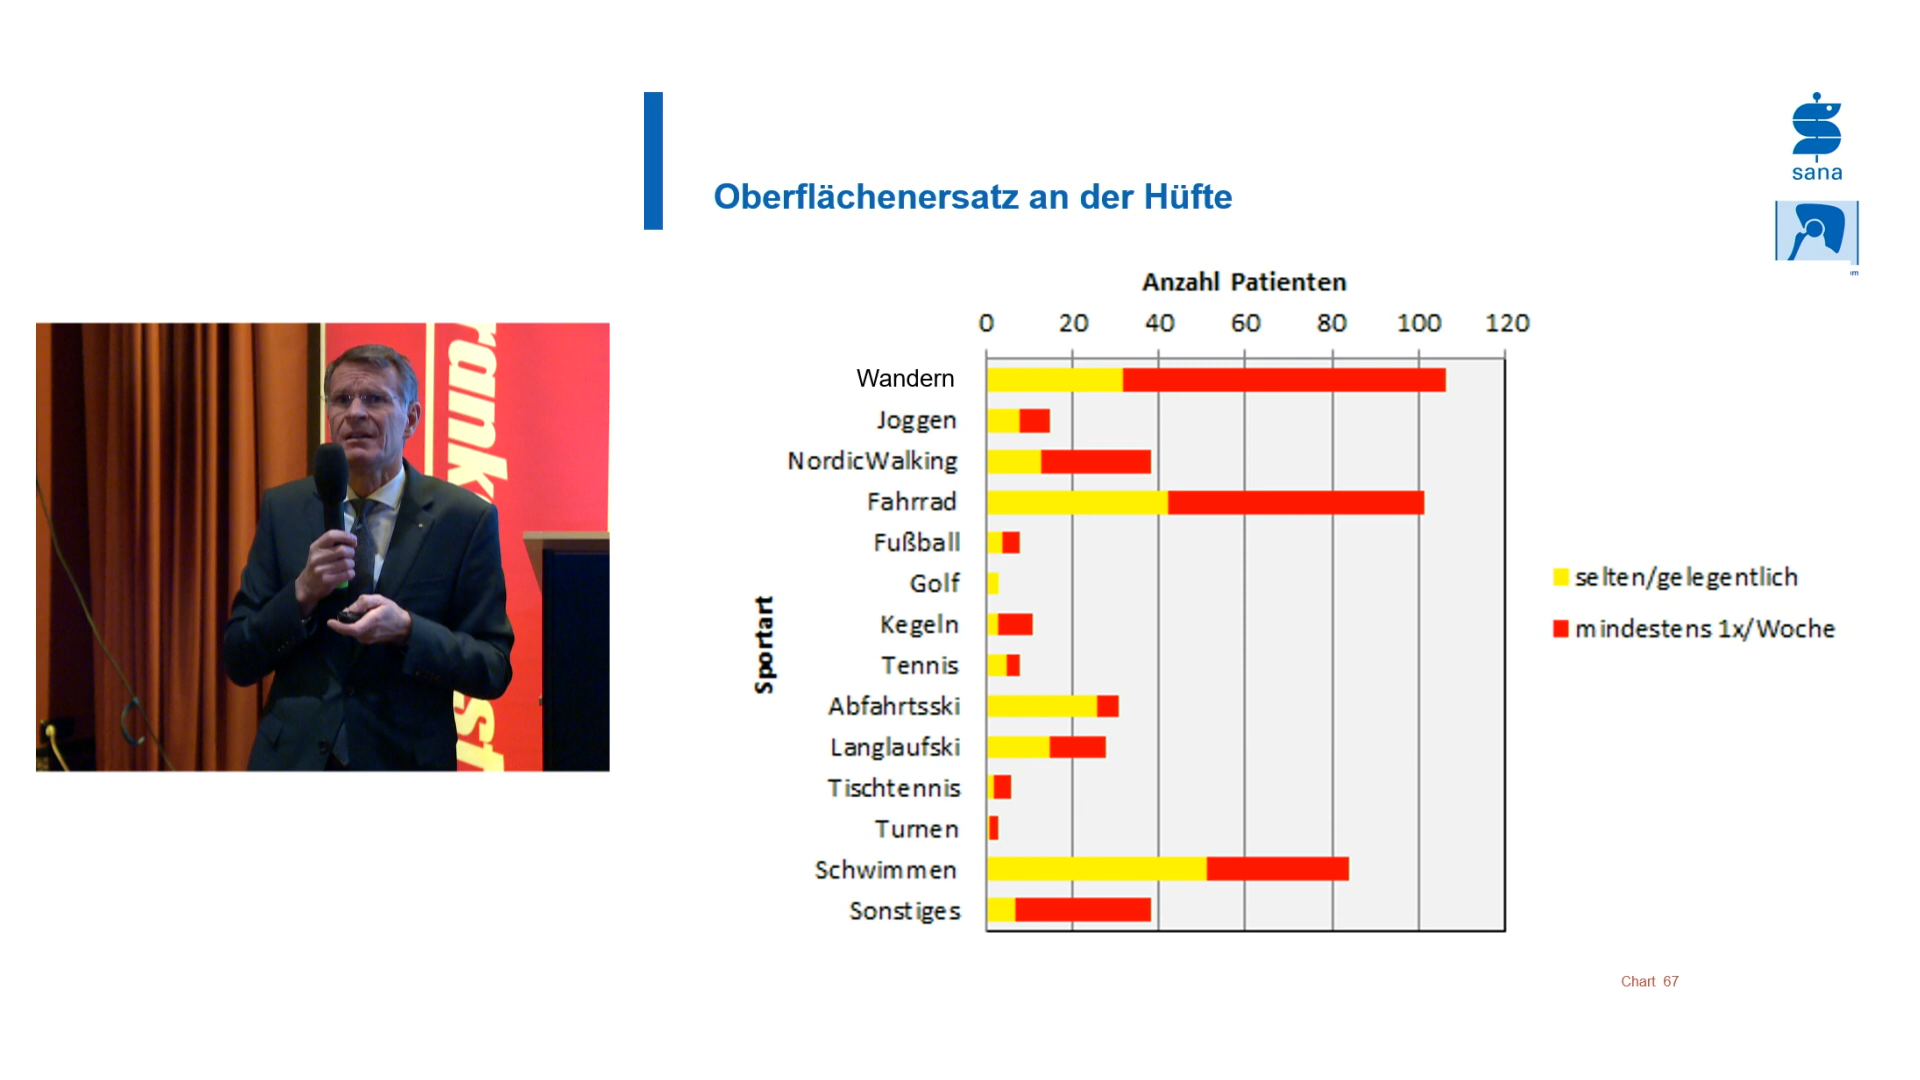 sana
Oberflächenersatz an der Hüfte
Anzahl Patienten
0 20 40 60 80 100 120
Sportart
Wandern
Joggen
NordicWalking
Fahrrad
Fußball
Golf
Kegeln
Tennis
Abfahrtsski
Langlaufski
Tischtennis
Turnen
Schwimmen
Sonstiges
selten/gelegentlich
mindestens 1x/Woche
Chart 67